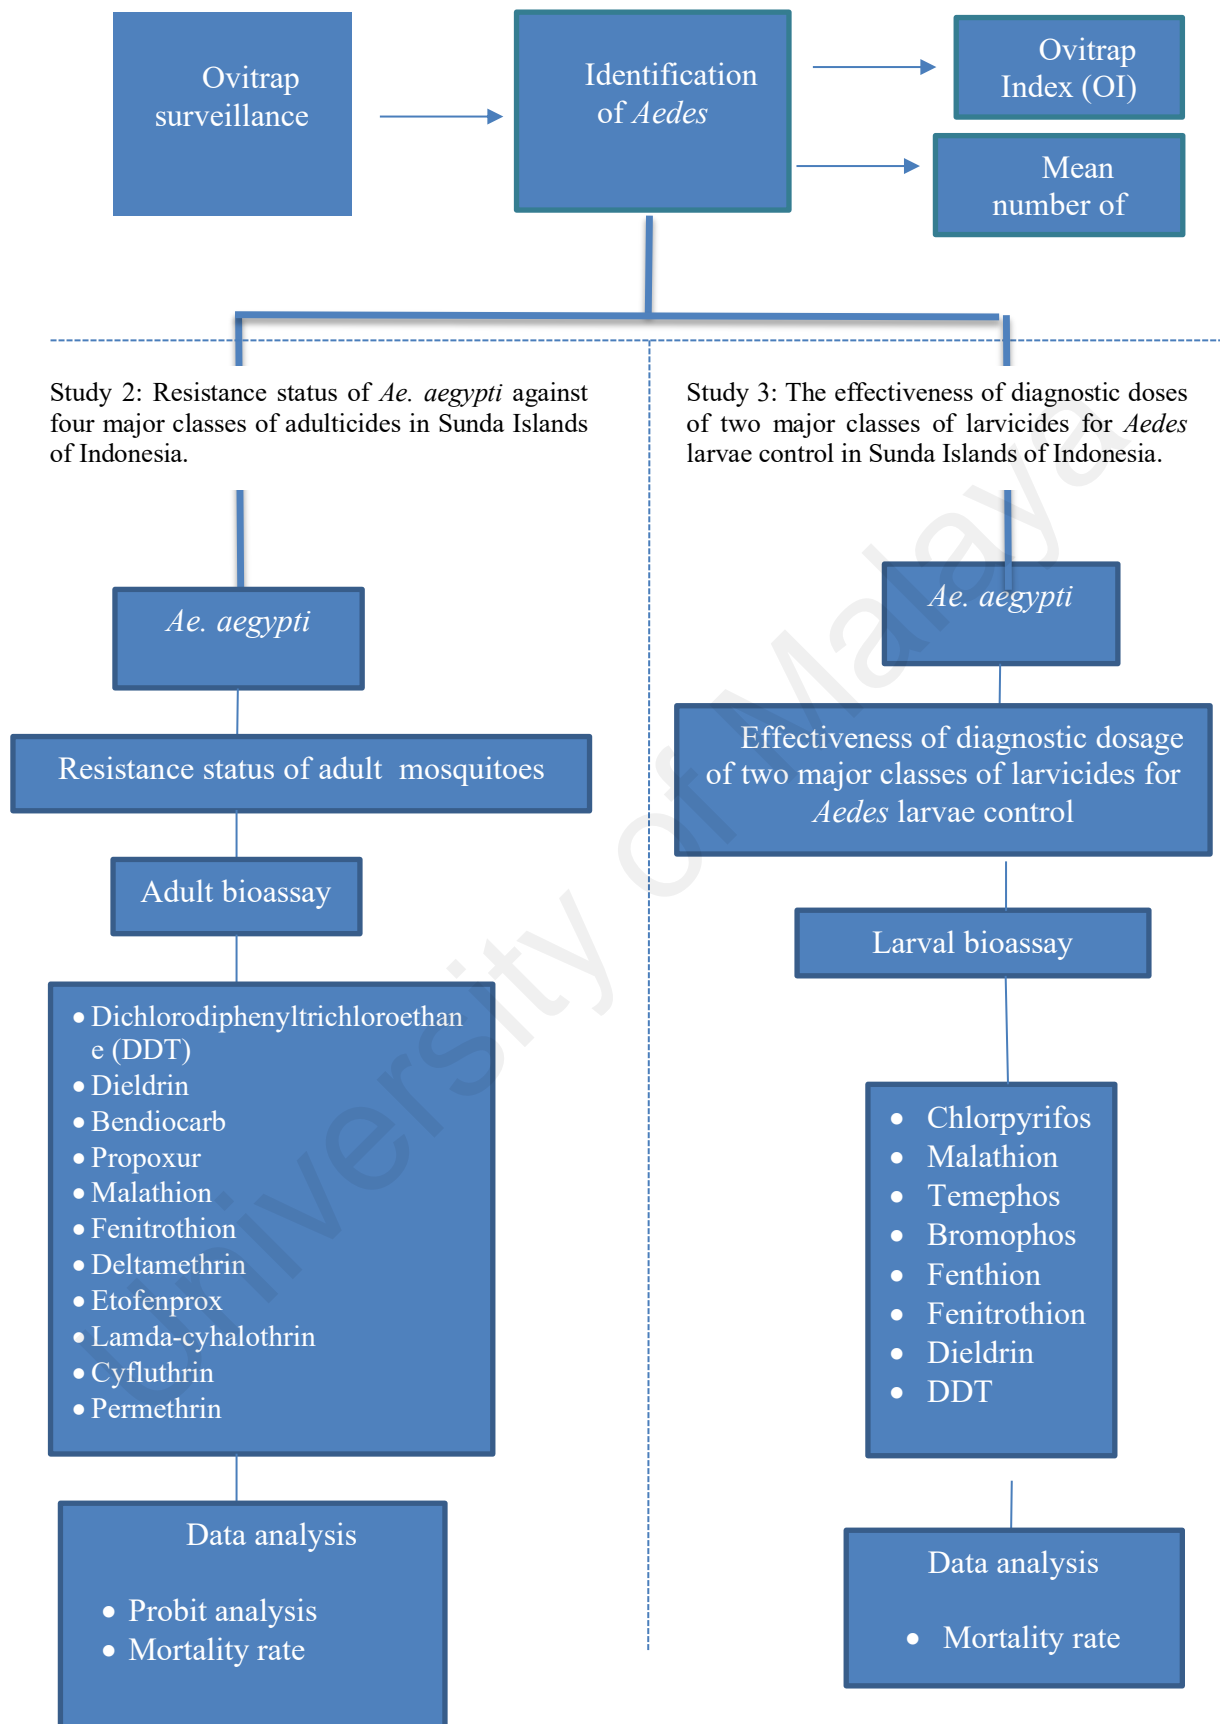 Ovitrap
surveillance
Identification
of Aedes
Ovitrap
Index (OI)
Mean
number of
Study 2: Resistance status of Ae. aegypti against
four major classes of adulticides in Sunda Islands
of Indonesia.
Ae. aegypti
Resistance status of adult mosquitoes
Adult bioassay
• Dichlorodiphenyltrichloroethan
e (DDT)
• Dieldrin
• Bendiocarb
• Propoxur
• Malathion
• Fenitrothion
• Deltamethrin
• Etofenprox
• Lamda-cyhalothrin
• Cyfluthrin
• Permethrin
Data analysis
• Probit analysis
• Mortality rate
Study 3: The effectiveness of diagnostic doses
of two major classes of larvicides for Aedes
larvae control in Sunda Islands of Indonesia.
Ae. aegypti
Effectiveness of diagnostic dosage
of two major classes of larvicides for
Aedes larvae control
Larval bioassay
• Chlorpyrifos
• Malathion
• Temephos
• Bromophos
• Fenthion
• Fenitrothion
• Dieldrin
• DDT
Data analysis
• Mortality rate
University of Malaya